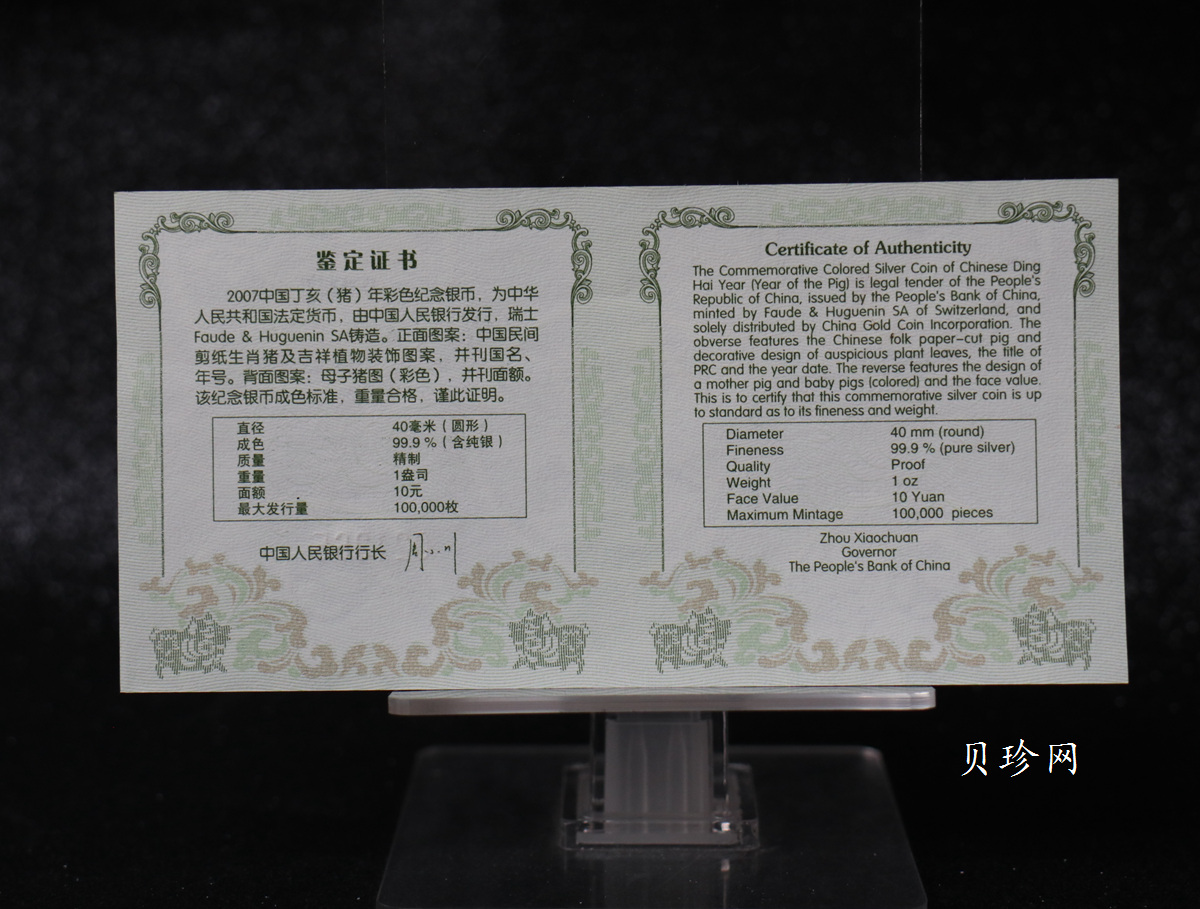 鉴定证书
2007中国丁亥（猪）年彩色纪念银币，为中华
人民共和国法定货币，由中国人民银行发行，瑞士
Faude & Huguenin SA铸造。正面图案：中国民间
剪纸生肖猪及吉祥植物装饰图案，并刊国名、
年号。背面图案：母子猪图（彩色），并刊面额。
该纪念银币成色标准，重量合格，谨此证明。
直径 40毫米（圆形）
成色 99.9％（含纯银）
质量 精制
重量 1盎司
面额 10元
最大发行量 100,000枚
中国人民银行行长 周小川
Certificate of Authenticity
The Commemorative Colored Silver Coin of Chinese Ding
Hai Year (Year of the Pig) is legal tender of the People's
Republic of China, issued by the People's Bank of China,
minted by Faude & Huguenin SA of Switzerland, and
solely distributed by China Gold Coin Incorporation. The
obverse features the Chinese folk paper-cut pig and
decorative design of auspicious plant leaves, the title of
PRC and the year date. The reverse features the design of
a mother pig and baby pigs (colored) and the face value.
This is to certify that this commemorative silver coin is up
to standard as to its fineness and weight.
Diameter 40 mm (round)
Fineness 99.9 % (pure silver)
Quality Proof
Weight 1 oz
Face Value 10 Yuan
Maximum Mintage 100,000 pieces
Zhou Xiaochuan
Governor
The People's Bank of China
贝珍网